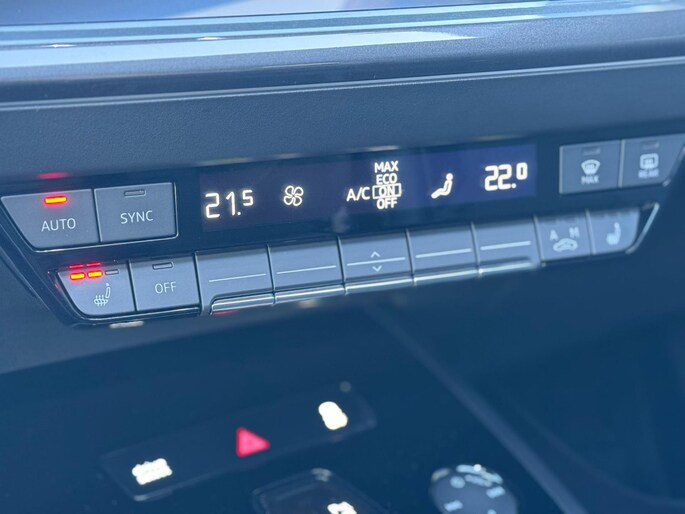 MAX
ECO
21.5 A/C ON 22.0
OFF
AUTO SYNC MAX REAR
OFF A M